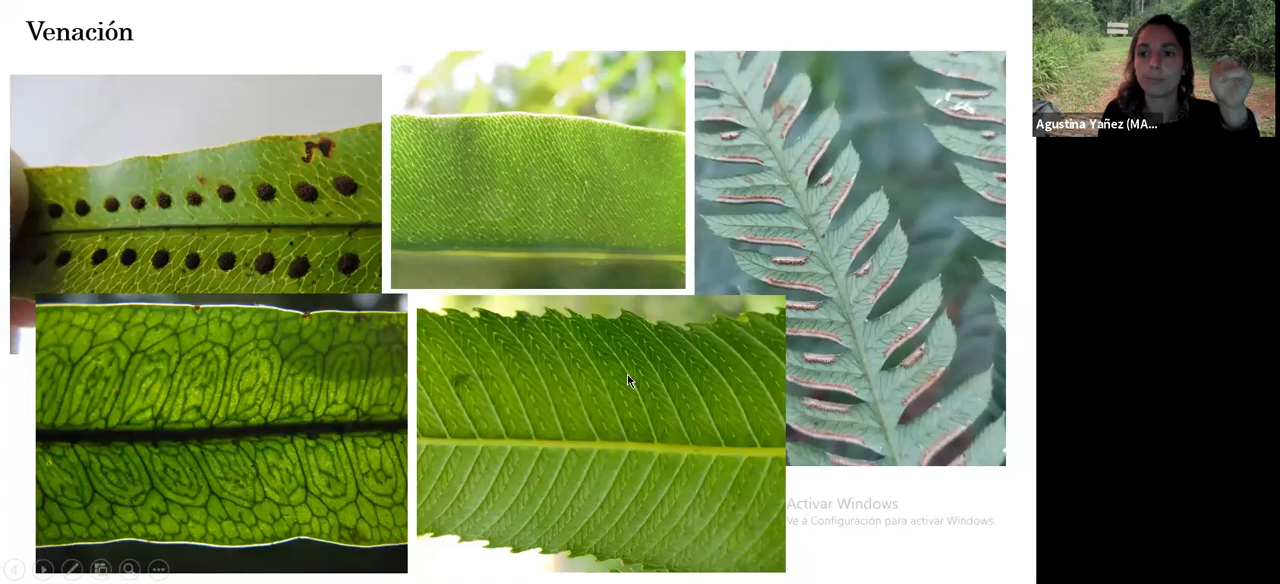 Venación
Agustina Yañez (MA...
Activar Windows
Ve a Configuración para activar Windows.